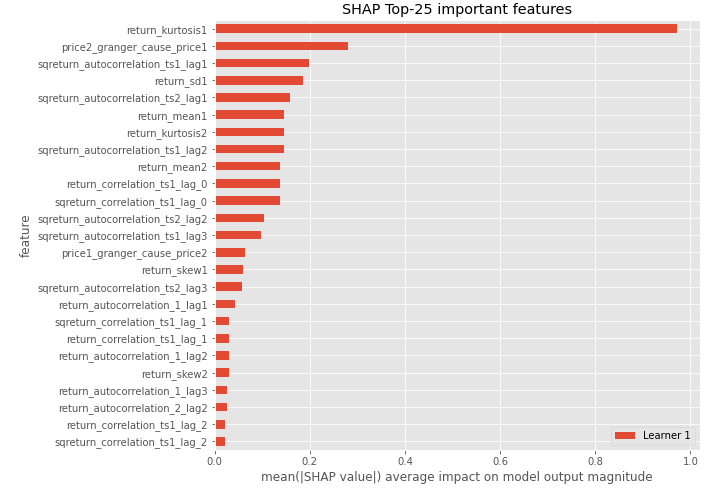 SHAP Top-25 important features
return_kurtosis1
price2_granger_cause_price1
sqreturn_autocorrelation_ts1_lag1
return_sd1
sqreturn_autocorrelation_ts2_lag1
return_mean1
return_kurtosis2
sqreturn_autocorrelation_ts1_lag2
return_mean2
return_correlation_ts1_lag_0
sqreturn_correlation_ts1_lag_0
sqreturn_autocorrelation_ts2_lag2
sqreturn_autocorrelation_ts1_lag3
price1_granger_cause_price2
return_skew1
sqreturn_autocorrelation_ts2_lag3
return_autocorrelation_1_lag1
sqreturn_correlation_ts1_lag_1
return_correlation_ts1_lag_1
return_autocorrelation_1_lag2
return_skew2
return_autocorrelation_1_lag3
return_autocorrelation_2_lag2
return_correlation_ts1_lag_2
sqreturn_correlation_ts1_lag_2
feature
Learner 1
0.0 0.2 0.4 0.6 0.8 1.0
mean(|SHAP value|) average impact on model output magnitude